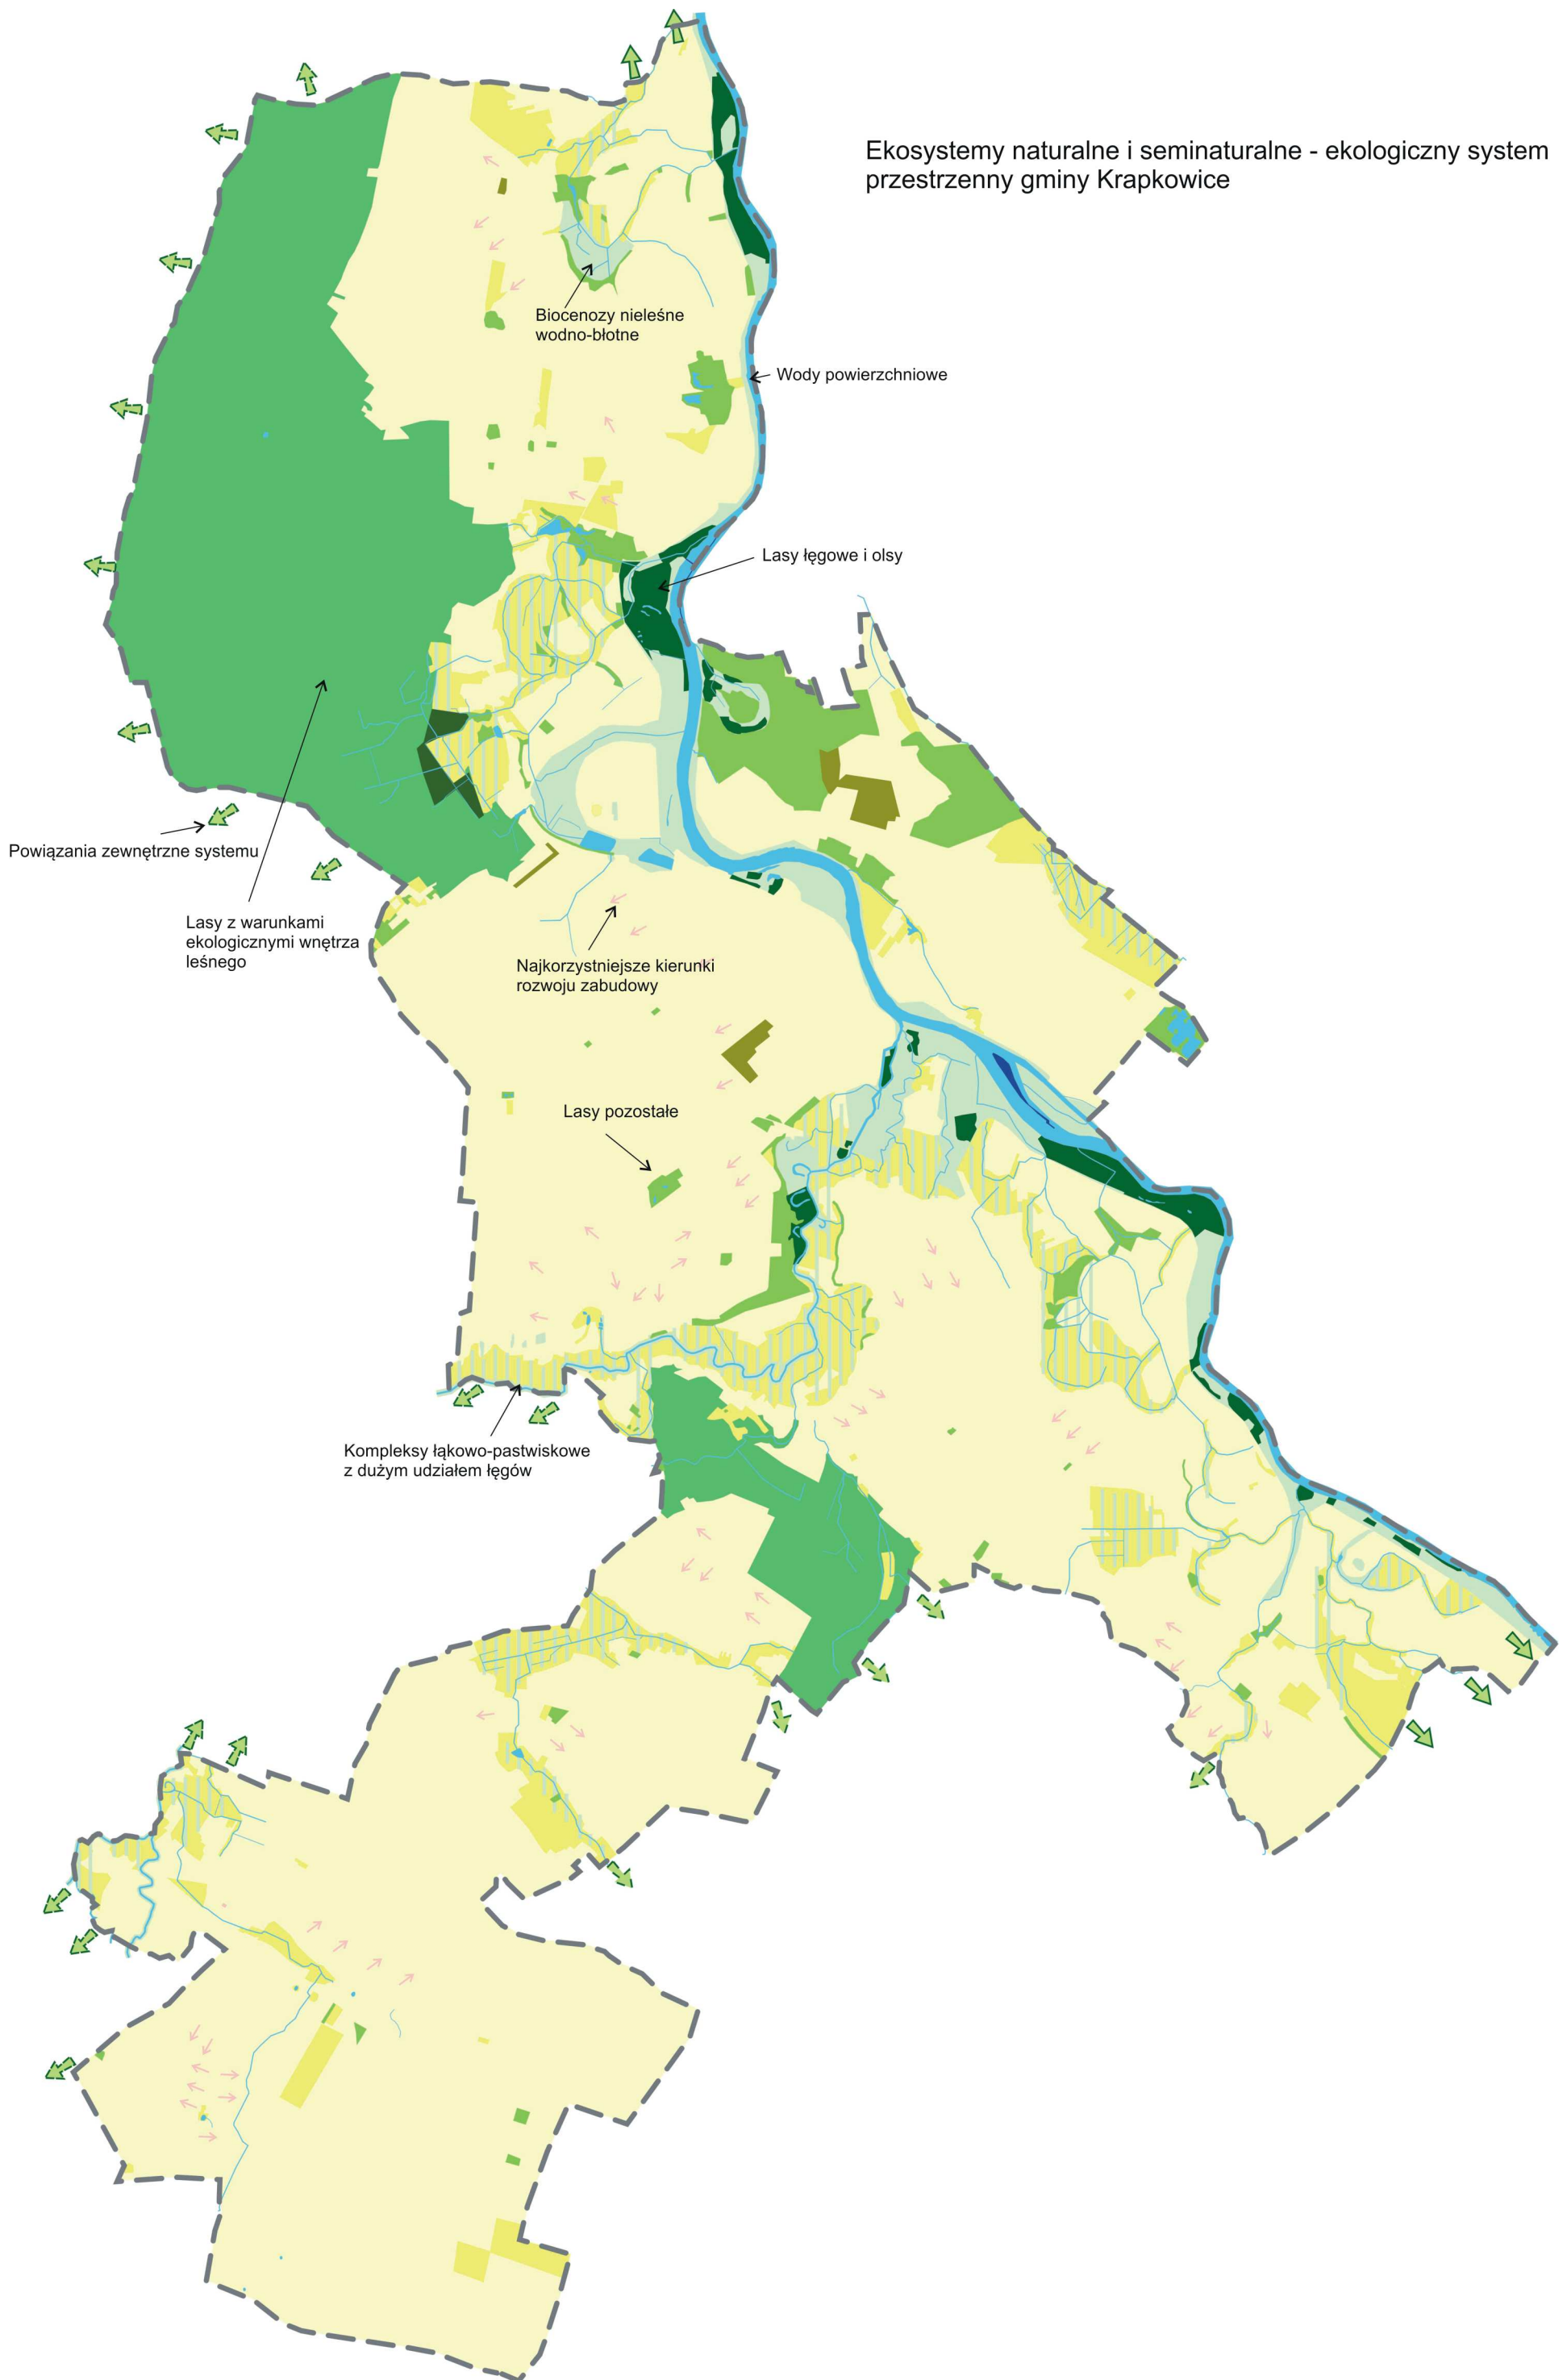 Ekosystemy naturalne i seminaturalne - ekologiczny system
przestrzenny gminy Krapkowice
Biocenozy nieleśne
wodno-błotne
Wody powierzchniowe
Lasy łęgowe i olsy
Powiązania zewnętrzne systemu
Lasy z warunkami
ekologicznymi wnętrza
leśnego
Najkorzystniejsze kierunki
rozwoju zabudowy
Lasy pozostałe
Kompleksy łąkowo-pastwiskowe
z dużym udziałem łęgów